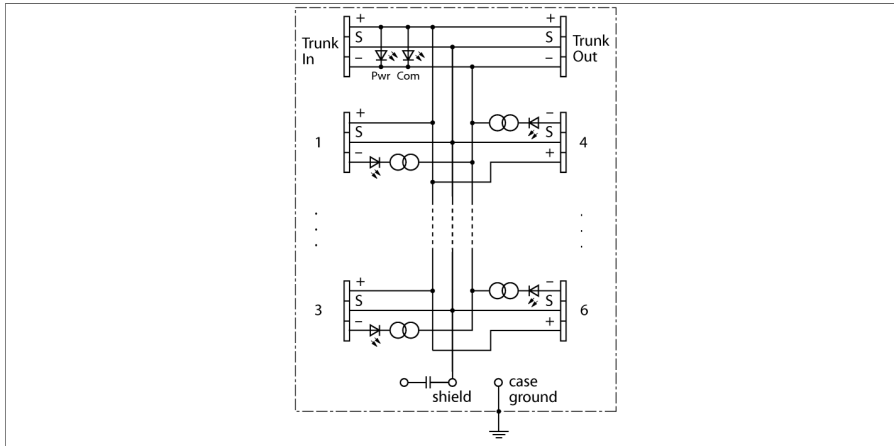 + +
Trunk In S S Trunk Out
− −
Pwr Com
+ −
1 S S 4
− +
+ −
3 S S 6
− +
shield case ground